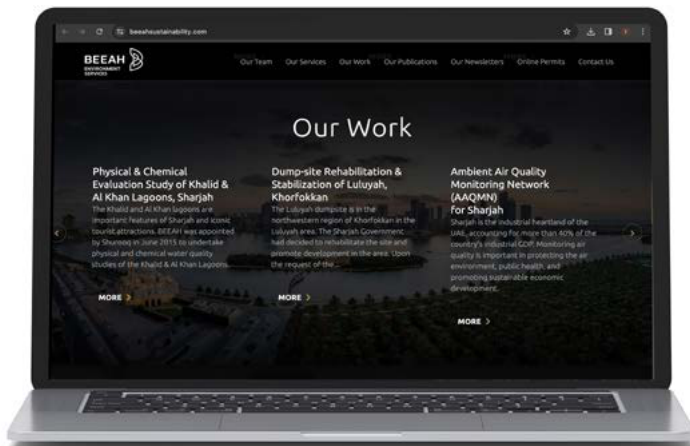 beeahsustainability.com
BEEAH
ENVIRONMENT
SERVICES
Our Team Our Services Our Work Our Publications Our Newsletters Online Permits Contact Us
Our Work
Physical & Chemical
Evaluation Study of Khalid &
Al Khan Lagoons, Sharjah
The Khalid and Al Khan lagoons are
important features of Sharjah and iconic
tourist attractions. BEEAH was appointed
by Shurooq in June 2015 to undertake
physical and chemical water quality
studies of the Khalid & Al Khan Lagoons.
MORE >
Dump-site Rehabilitation &
Stabilization of Luluyah,
Khorfokkan
The Luluyah dumpsite is in the
northwestern region of Khorfokkan in the
Luluyah area. The Sharjah Government
had decided to rehabilitate the site and
promote development in the area. Upon
the request of the...
MORE >
Ambient Air Quality
Monitoring Network
(AAQMN)
for Sharjah
Sharjah is the industrial heartland of the
UAE, accounting for more than 40% of the
country's industrial GDP. Monitoring air
quality is important in protecting the air
environment, public health, and
promoting sustainable economic
development.
MORE >